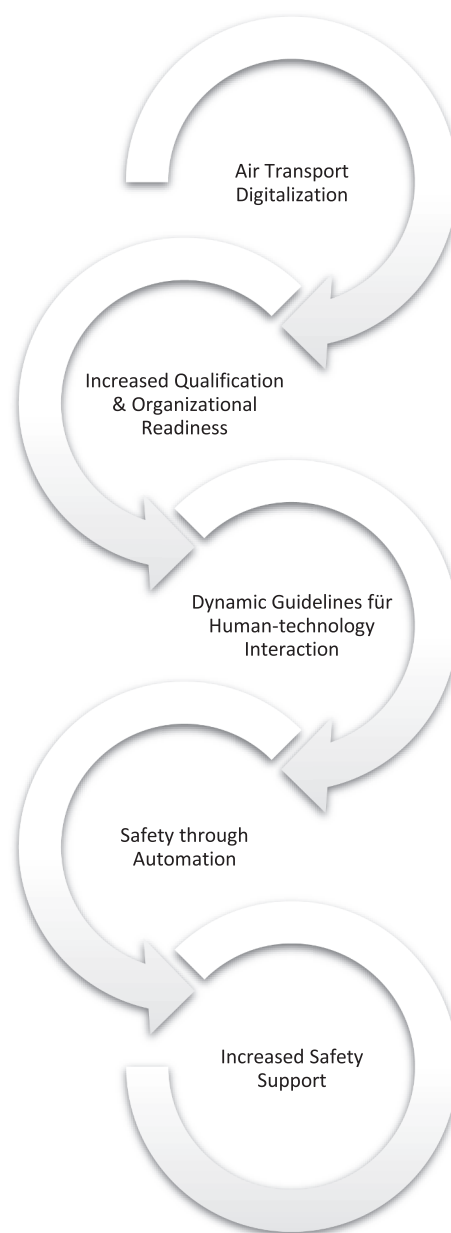 Air Transport
Digitalization
Increased Qualification
& Organizational
Readiness
Dynamic Guidelines für
Human-technology
Interaction
Safety through
Automation
Increased Safety
Support